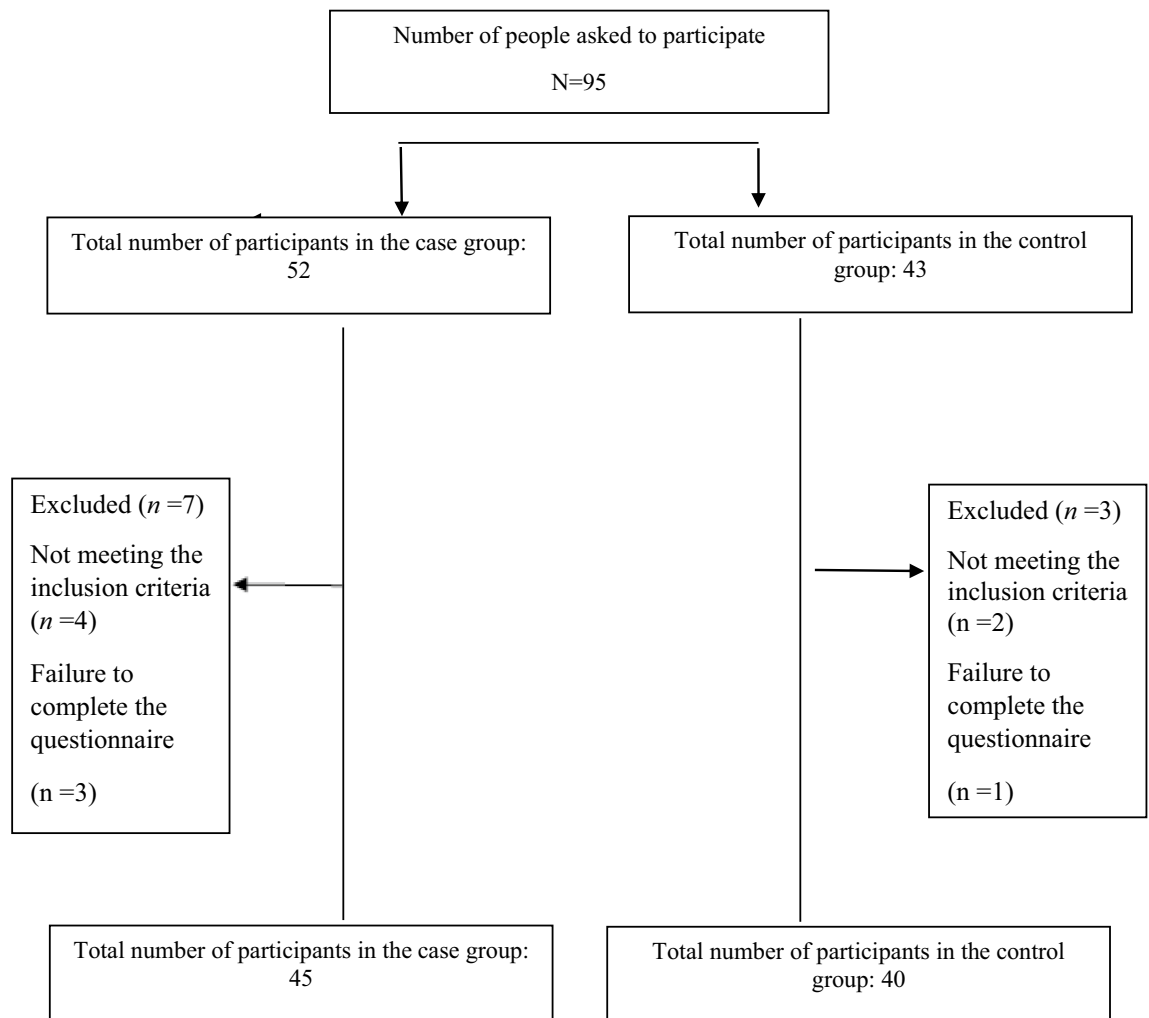 Number of people asked to participate
N=95
Total number of participants in the case group:
52
Total number of participants in the control
group: 43
Excluded (n =7)
Not meeting the
inclusion criteria
(n =4)
Failure to
complete the
questionnaire
(n =3)
Excluded (n =3)
Not meeting the
inclusion criteria
(n =2)
Failure to
complete the
questionnaire
(n =1)
Total number of participants in the case group:
45
Total number of participants in the control
group: 40